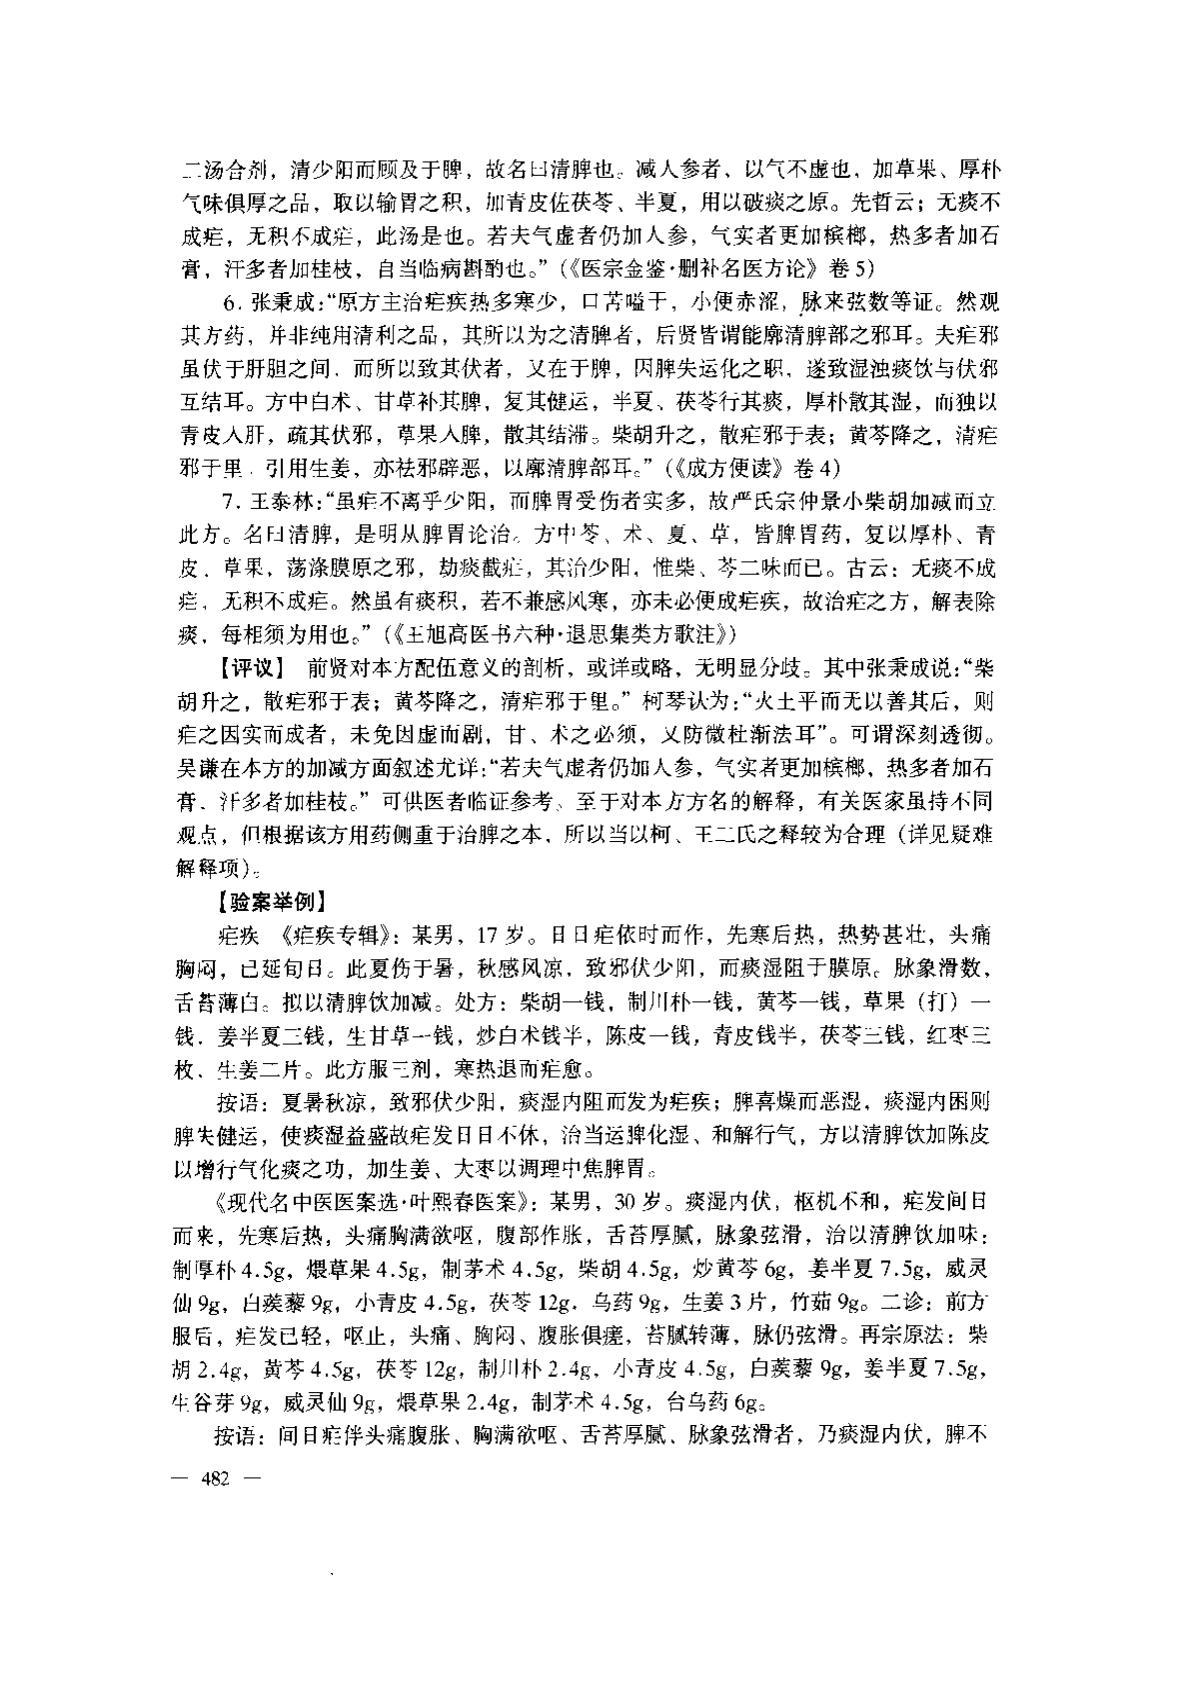 二汤合剂，清少阳而顾及于脾，故名曰清脾也。减人参者、以气不虚也，加草果、厚朴
气味俱厚之品，取以输胃之积，加青皮佐茯苓、半夏，用以破痰之原。先哲云；无痰不
成疟，无积不成疟，此汤是也。若夫气虚者仍加人参，气实者更加槟榔，热多者加石
膏，汗多者加桂枝，自当临病斟酌也。”（《医宗金鉴·删补名医方论》卷5）
6. 张秉成：“原方主治疟疾热多寒少，口苦嗌干，小便赤涩，脉来弦数等证。然观
其方药，并非纯用清利之品，其所以为之清脾者，后贤皆谓能廓清脾部之邪耳。夫疟邪
虽伏于肝胆之间．而所以致其伏者，又在于脾，因脾失运化之职．遂致湿浊痰饮与伏邪
互结耳。方中白术、甘草补其脾，复其健运，半夏、茯苓行其痰，厚朴散其湿，而独以
青皮入肝，疏其伏邪，草果入脾，散其结滞。柴胡升之，散疟邪于表；黄芩降之，清疟
邪于里．引用生姜，亦祛邪辟恶，以廓清脾部耳。”（《成方便读》卷4）
7. 王泰林：“虽疟不离乎少阳，而脾胃受伤者实多，故严氏宗仲景小柴胡加减而立
此方。名曰清脾，是明从脾胃论治。方中苓、术、夏、草，皆脾胃药，复以厚朴、青
皮、草果，荡涤膜原之邪，劫痰截疟，其治少阳，惟柴、芩二味而已。古云：无痰不成
疟，无积不成疟。然虽有痰积，若不兼感风寒，亦未必便成疟疾，故治疟之方，解表除
痰，每相须为用也。”（《王旭高医书六种·退思集类方歌注》）
【评议】 前贤对本方配伍意义的剖析，或详或略，无明显分歧。其中张秉成说：“柴
胡升之，散疟邪于表；黄芩降之，清疟邪于里。”柯琴认为：“火土平而无以善其后，则
疟之因实而成者，未免因虚而剧，甘、术之必须，又防微杜渐法耳”。可谓深刻透彻。
吴谦在本方的加减方面叙述尤详：“若夫气虚者仍加人参，气实者更加槟榔，热多者加石
膏、汗多者加桂枝。”可供医者临证参考、至于对本方方名的解释，有关医家虽持不同
观点，但根据该方用药侧重于治脾之本，所以当以柯、王二氏之释较为合理（详见疑难
解释项）。
【验案举例】
疟疾 《疟疾专辑》：某男，17岁。日日疟依时而作，先寒后热，热势甚壮，头痛
胸闷，已延旬日。此夏伤于暑，秋感风凉，致邪伏少阳，而痰湿阻于膜原。脉象滑数，
舌苔薄白。拟以清脾饮加减。处方：柴胡一钱，制川朴一钱，黄芩一钱，草果（打）一
钱，姜半夏三钱，生甘草一钱，炒白术钱半，陈皮一钱，青皮钱半，茯苓三钱，红枣三
枚、生姜二片。此方服三剂，寒热退而疟愈。
按语：夏暑秋凉，致邪伏少阳，痰湿内阻而发为疟疾；脾喜燥而恶湿，痰湿内困则
脾失健运，使痰湿益盛故疟发日日不休，治当运脾化湿、和解行气，方以清脾饮加陈皮
以增行气化痰之功，加生姜、大枣以调理中焦脾胃。
《现代名中医医案选·叶熙春医案》：某男，30岁。痰湿内伏，枢机不和，疟发间日
而来，先寒后热，头痛胸满欲呕，腹部作胀，舌苔厚腻，脉象弦滑，治以清脾饮加味：
制厚朴4.5g，煨草果4.5g，制茅术4.5g，柴胡4.5g，炒黄芩6g，姜半夏7.5g，威灵
仙9g，白蒺藜9g，小青皮4.5g，茯苓12g．乌药9g，生姜3片，竹茹9g。二诊：前方
服后，疟发已轻，呕止，头痛、胸闷、腹胀俱瘥，苔腻转薄，脉仍弦滑。再宗原法：柴
胡2.4g，黄芩4.5g，茯苓12g，制川朴2.4g，小青皮4.5g，白蒺藜9g，姜半夏7.5g，
生谷芽9g，威灵仙9g，煨草果2.4g，制茅术4.5g，台乌药6g。
按语：间日疟伴头痛腹胀、胸满欲呕、舌苔厚腻、脉象弦滑者，乃痰湿内伏，脾不
— 482 —